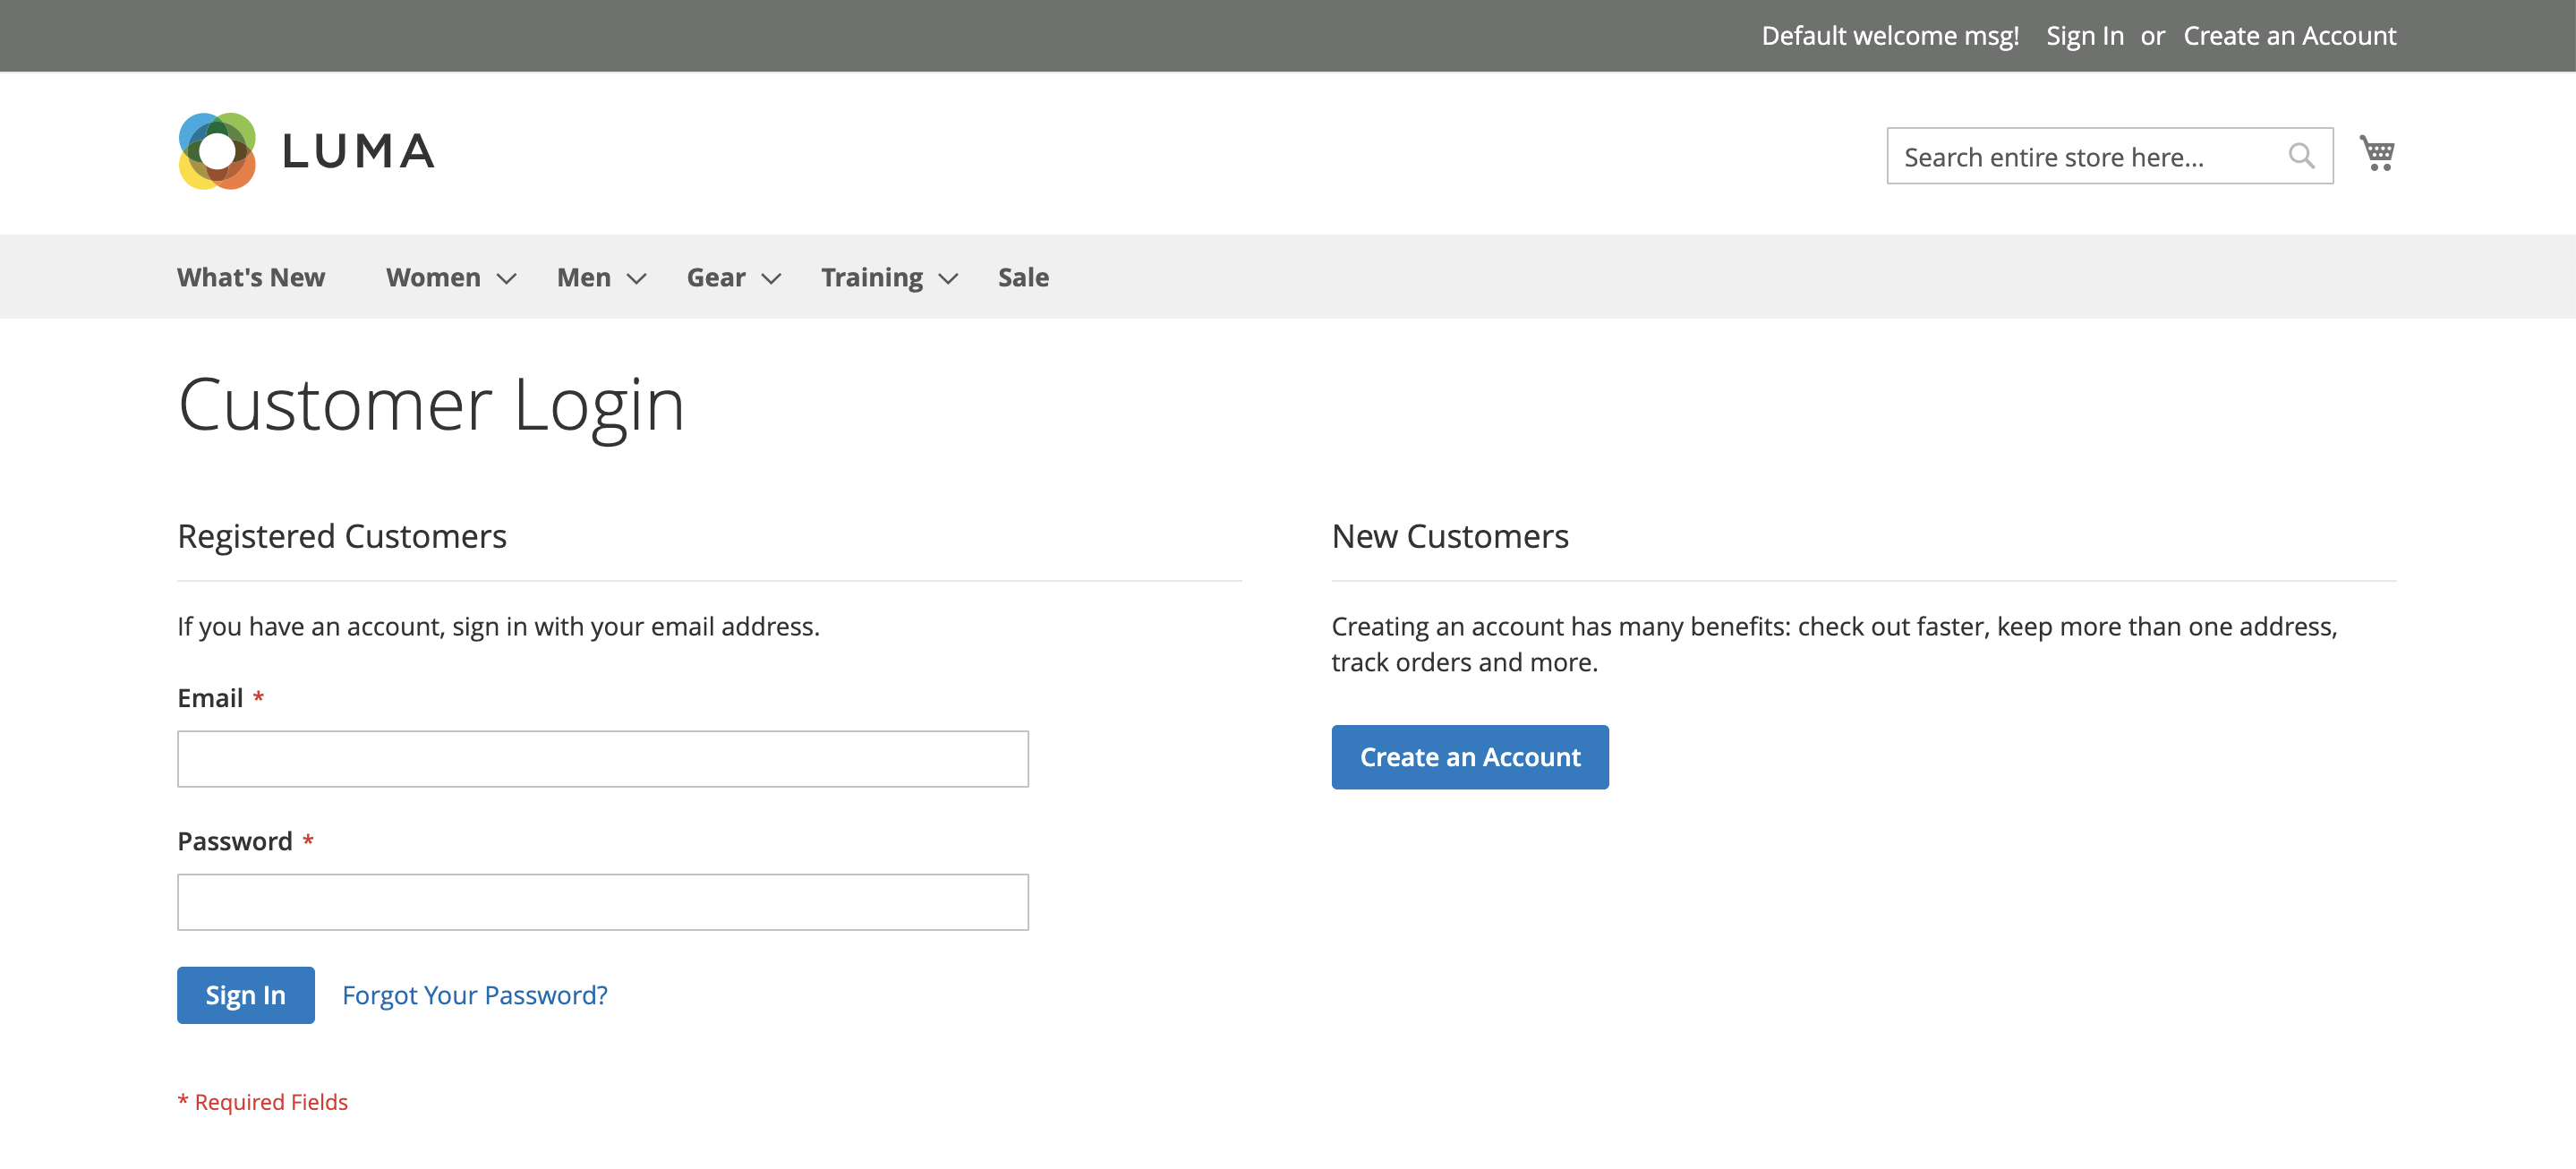 Default welcome msg! Sign In or Create an Account
LUMA
Search entire store here...
What's New Women Men Gear Training Sale
Customer Login
Registered Customers
If you have an account, sign in with your email address.
Email *
Password *
Sign In Forgot Your Password?
* Required Fields
New Customers
Creating an account has many benefits: check out faster, keep more than one address,
track orders and more.
Create an Account